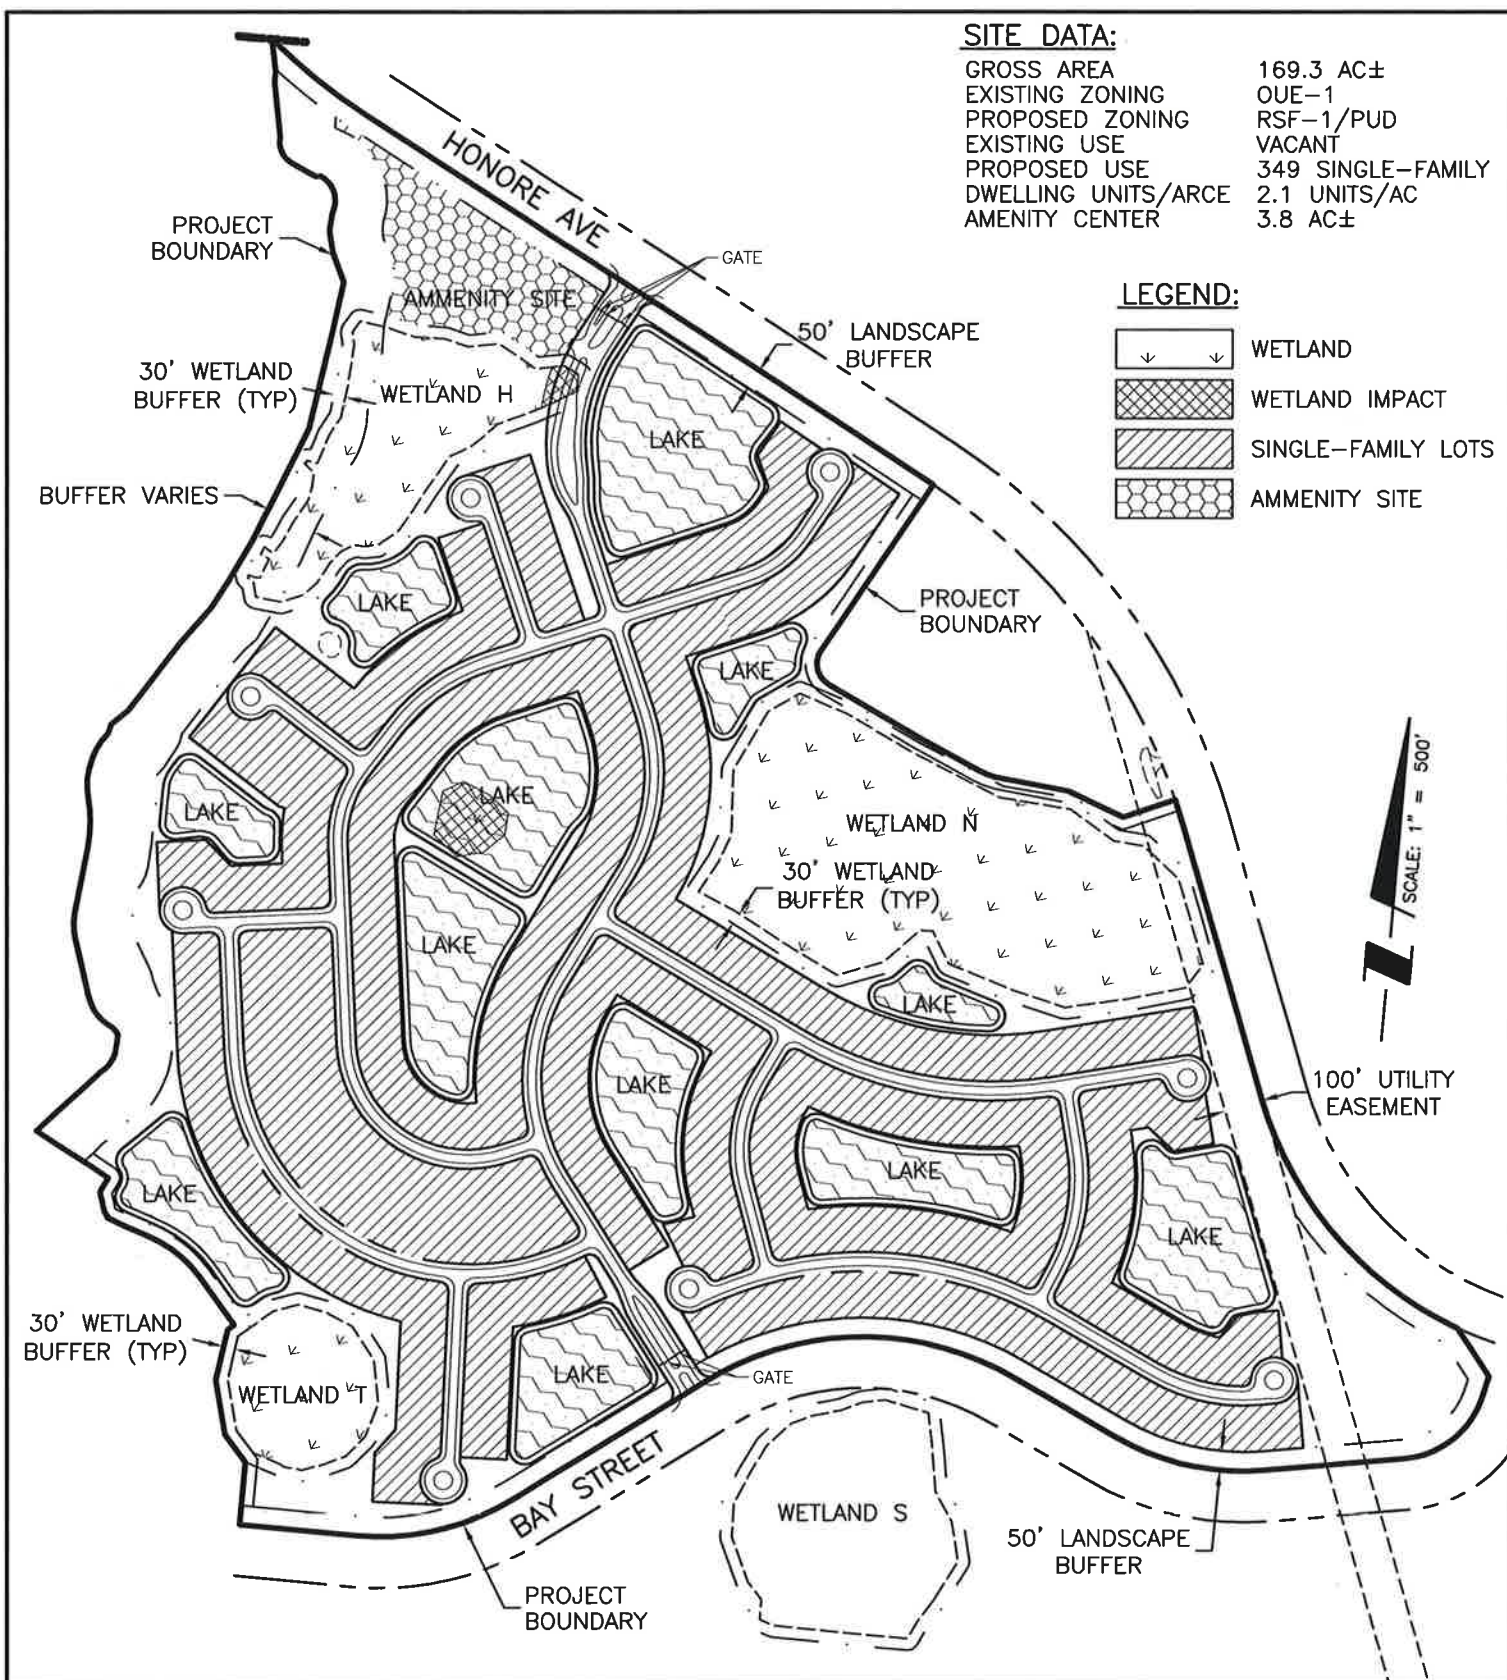 SITE DATA:
GROSS AREA 169.3 AC±
EXISTING ZONING OUE-1
PROPOSED ZONING RSF-1/PUD
EXISTING USE VACANT
PROPOSED USE 349 SINGLE-FAMILY
DWELLING UNITS/ARCE 2.1 UNITS/AC
AMENITY CENTER 3.8 AC±
LEGEND:
WETLAND
WETLAND IMPACT
SINGLE-FAMILY LOTS
AMMENITY SITE
HONORE AVE
PROJECT
BOUNDARY
GATE
AMMENITY SITE
50' LANDSCAPE
BUFFER
30' WETLAND
BUFFER (TYP)
WETLAND H
LAKE
BUFFER VARIES
LAKE
PROJECT
BOUNDARY
LAKE
LAKE
LAKE
WETLAND N
30' WETLAND
BUFFER (TYP)
LAKE
LAKE
SCALE: 1" = 500'
N
LAKE
100' UTILITY
EASEMENT
LAKE
LAKE
LAKE
30' WETLAND
BUFFER (TYP)
WETLAND T
LAKE
GATE
BAY STREET
WETLAND S
50' LANDSCAPE
BUFFER
PROJECT
BOUNDARY